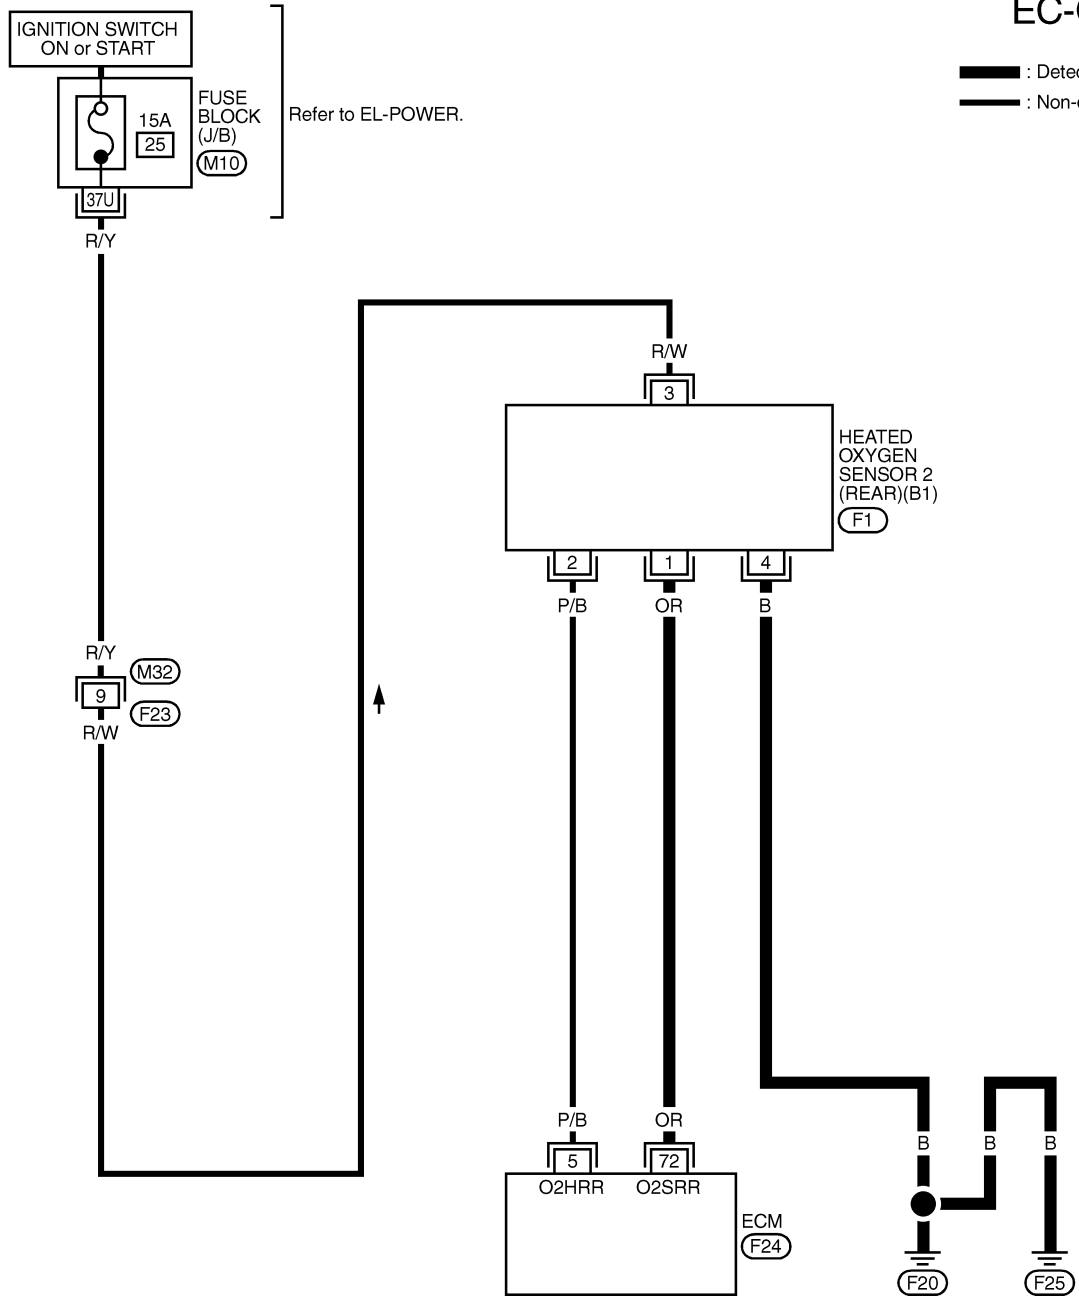 EC-
IGNITION SWITCH
ON or START
: Detec
: Non-
FUSE
BLOCK
(J/B)
M10
15A
25
Refer to EL-POWER.
37U
R/Y
R/W
3
HEATED
OXYGEN
SENSOR 2
(REAR)(B1)
F1
2
1
4
P/B
OR
B
R/Y
M32
9
F23
R/W
P/B
OR
B
B
B
5
72
O2HRR
O2SRR
ECM
F24
F20
F25